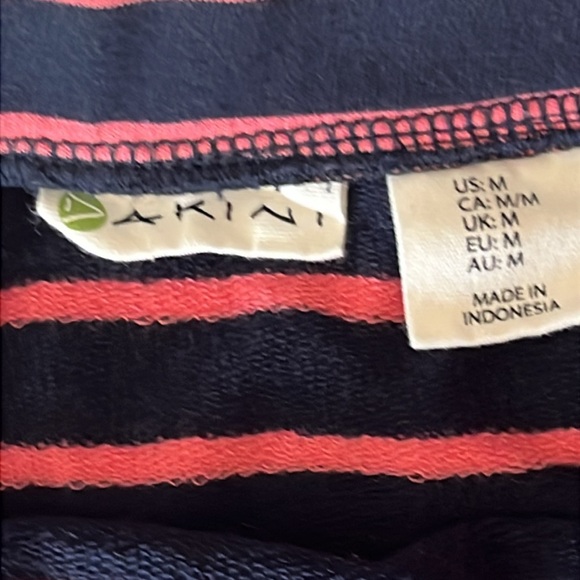 AKINI
US: M
CA: M/M
UK: M
EU: M
AU: M
MADE IN
INDONESIA